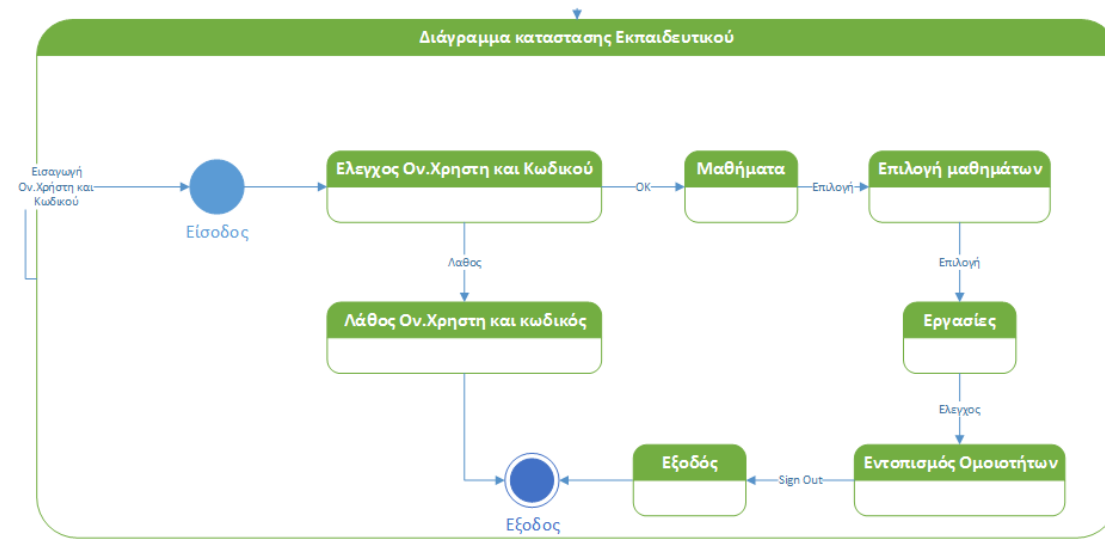 Διάγραμμα καταστασης Εκπαιδευτικού
Εισαγωγή
Ον.Χρήστη και
Κωδικού
Είσοδος
Ελεγχος Ον.Χρηστη και Κωδικού
OK
Μαθήματα
Επιλογή
Επιλογή μαθημάτων
Λαθος
Επιλογή
Λάθος Ον.Χρηστη και κωδικός
Εργασίες
Ελεγχος
Εξοδος
Εξοδός
Sign Out
Εντοπισμός Ομοιοτήτων